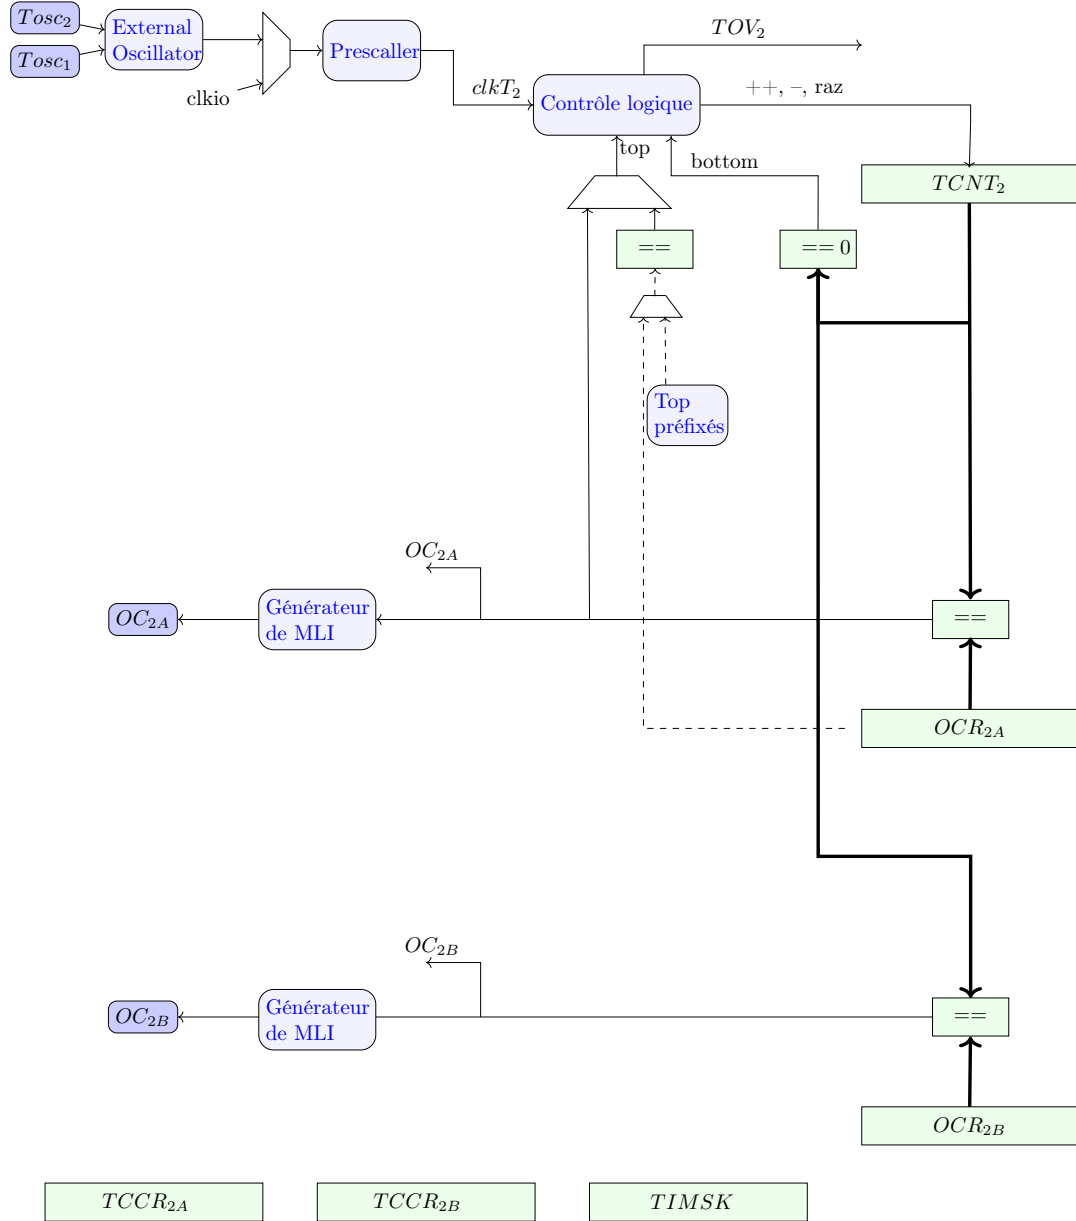 Tosc₂
External
Oscillator
Tosc₁
Prescaller
clkio
clkT₂
TOV₂
Contrôle logique
++, –, raz
top
bottom
TCNT₂
==
== 0
Top
préfixés
OC₂A
OC₂A
Générateur
de MLI
==
OCR₂A
OC₂B
OC₂B
Générateur
de MLI
==
OCR₂B
TCCR₂A
TCCR₂B
TIMSK